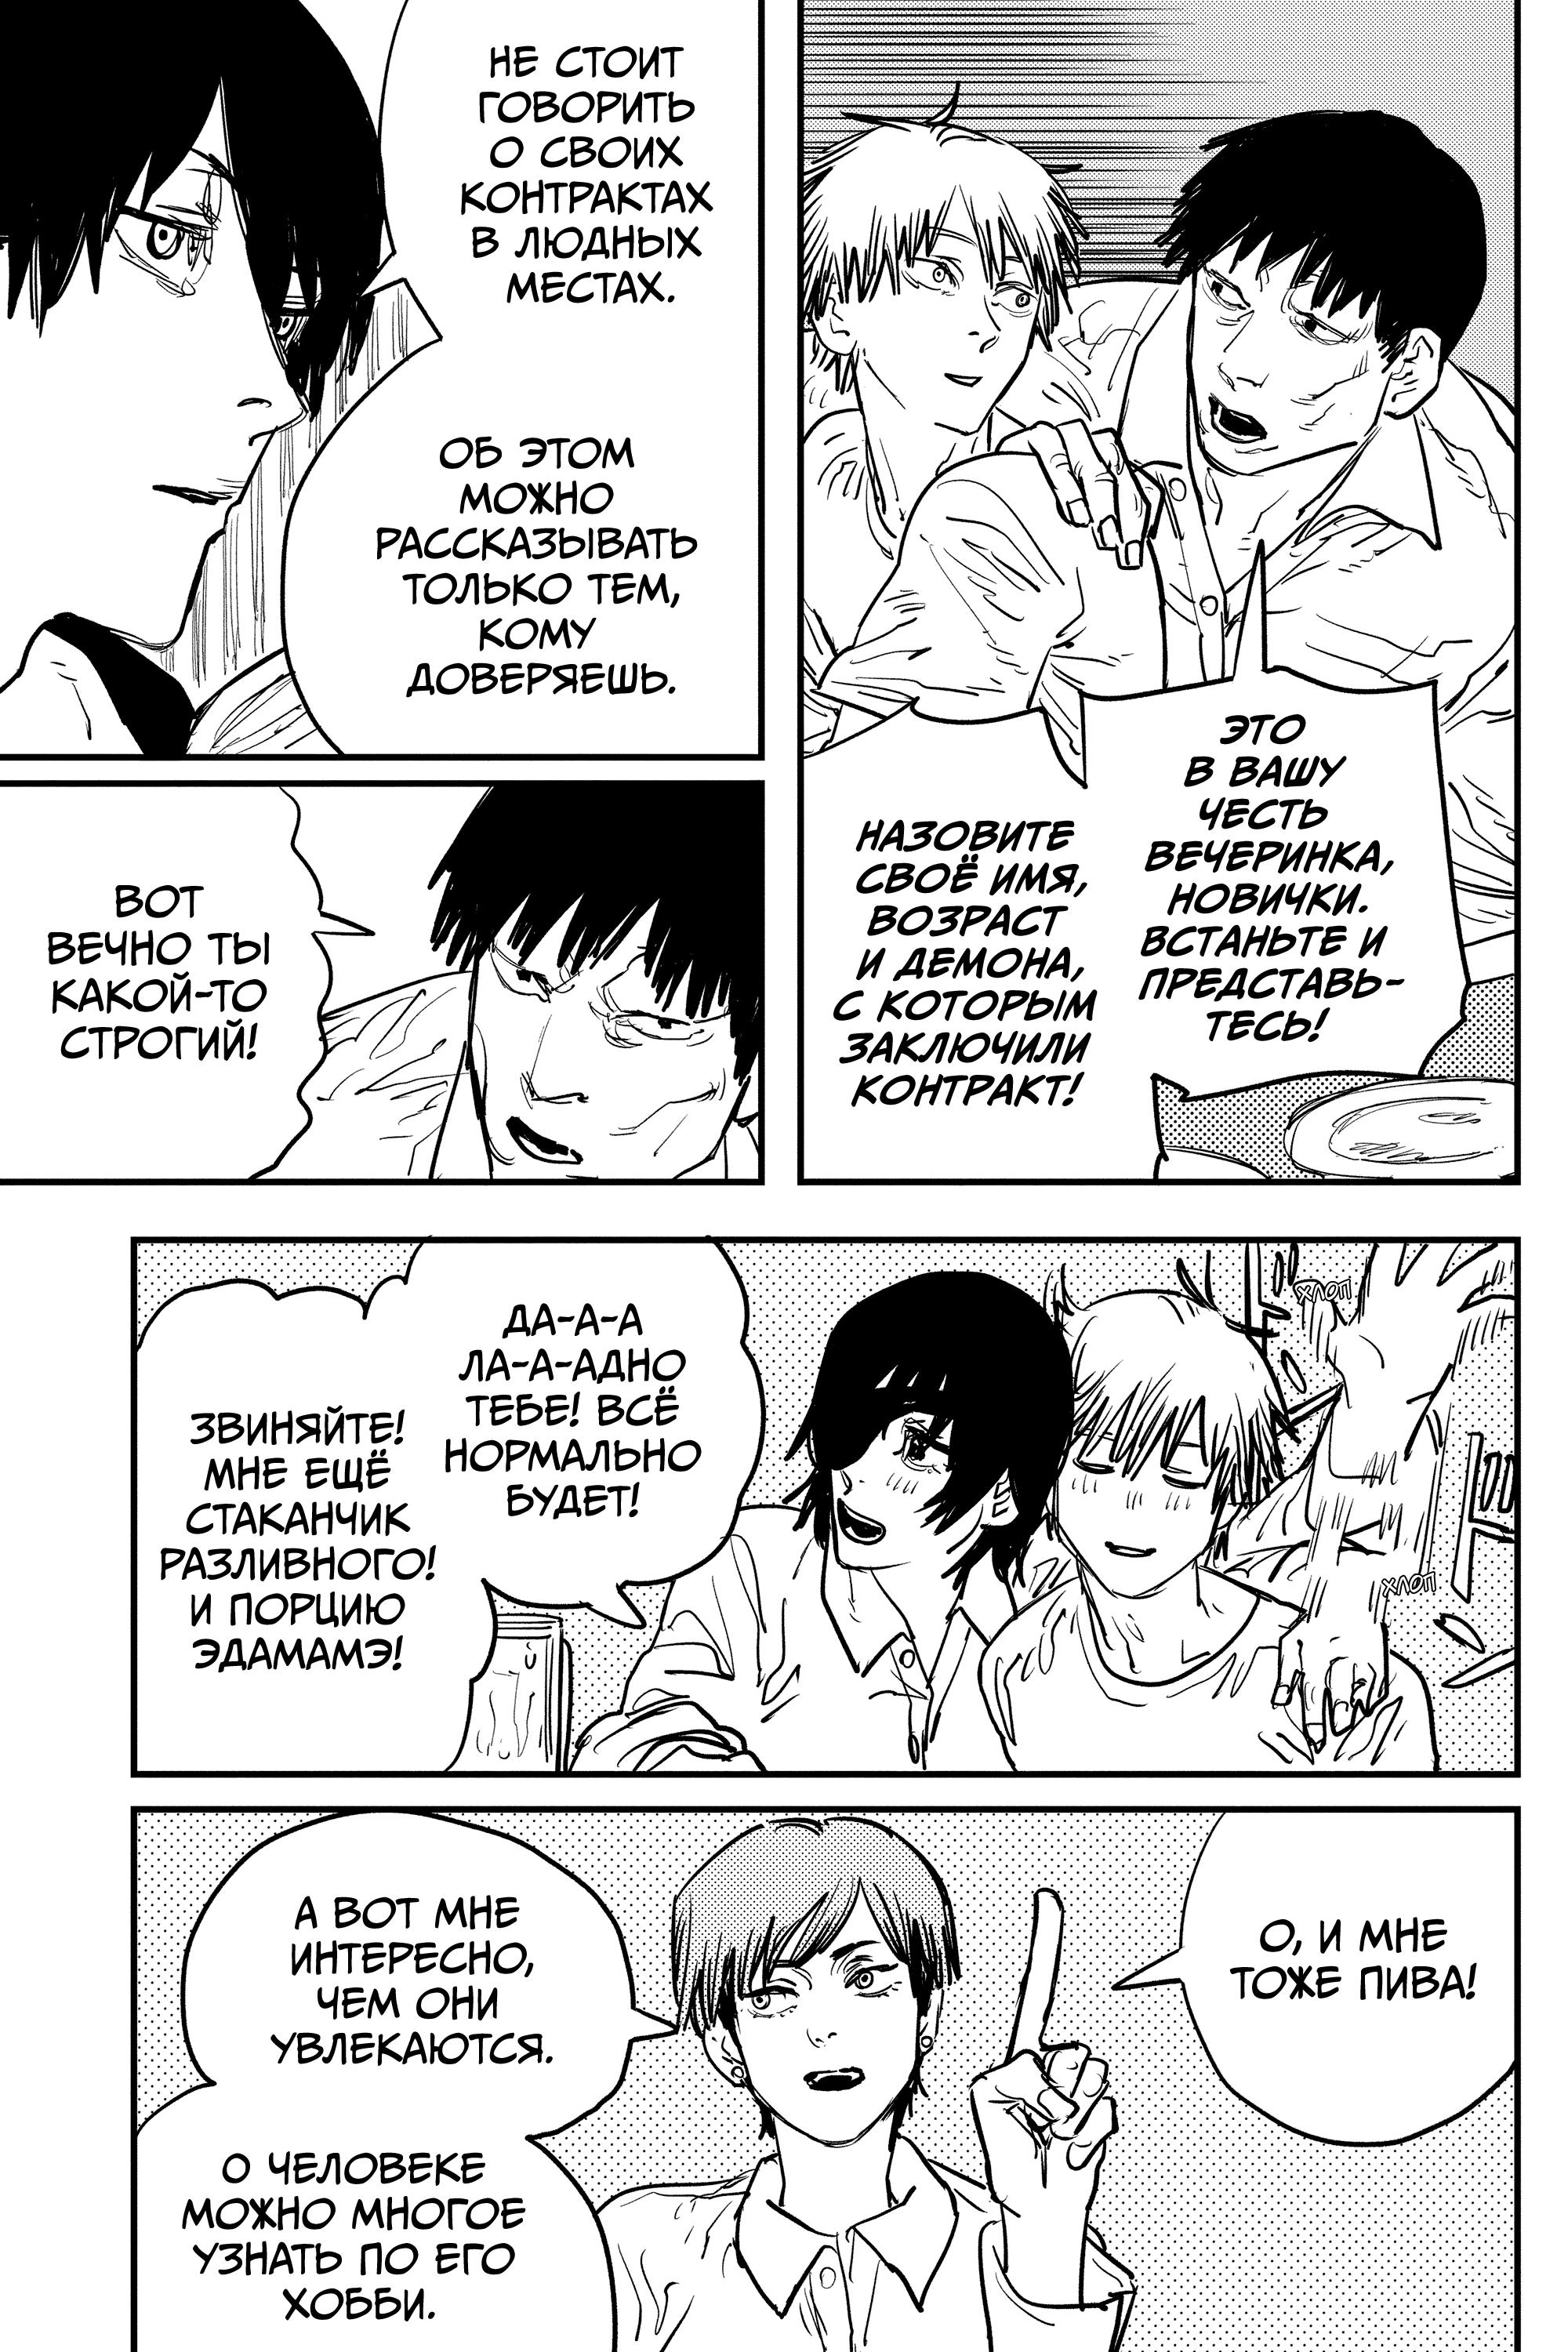 ЭТО
В ВАШУ
ЧЕСТЬ
ВЕЧЕРИНКА,
НОВИЧКИ.
ВСТАНЬТЕ И
ПРЕДСТАВЬ-
ТЕСЬ!
НАЗОВИТЕ
СВОЁ ИМЯ,
ВОЗРАСТ
И ДЕМОНА,
С КОТОРЫМ
ЗАКЛЮЧИЛИ
КОНТРАКТ!
НЕ СТОИТ
ГОВОРИТЬ
О СВОИХ
КОНТРАКТАХ
В ЛЮДНЫХ
МЕСТАХ.
ОБ ЭТОМ
МОЖНО
РАССКАЗЫВАТЬ
ТОЛЬКО ТЕМ,
КОМУ
ДОВЕРЯЕШЬ.
ВОТ
ВЕЧНО ТЫ
КАКОЙ-ТО
СТРОГИЙ!
ХЛОП
ХЛОП
ДА-А-А
ЛА-А-АДНО
ТЕБЕ! ВСЁ
НОРМАЛЬНО
БУДЕТ!
ЗВИНЯЙТЕ!
МНЕ ЕЩЁ
СТАКАНЧИК
РАЗЛИВНОГО!
И ПОРЦИЮ
ЭДАМАМЭ!
О, И МНЕ
ТОЖЕ ПИВА!
А ВОТ МНЕ
ИНТЕРЕСНО,
ЧЕМ ОНИ
УВЛЕКАЮТСЯ.
О ЧЕЛОВЕКЕ
МОЖНО МНОГОЕ
УЗНАТЬ ПО ЕГО
ХОББИ.